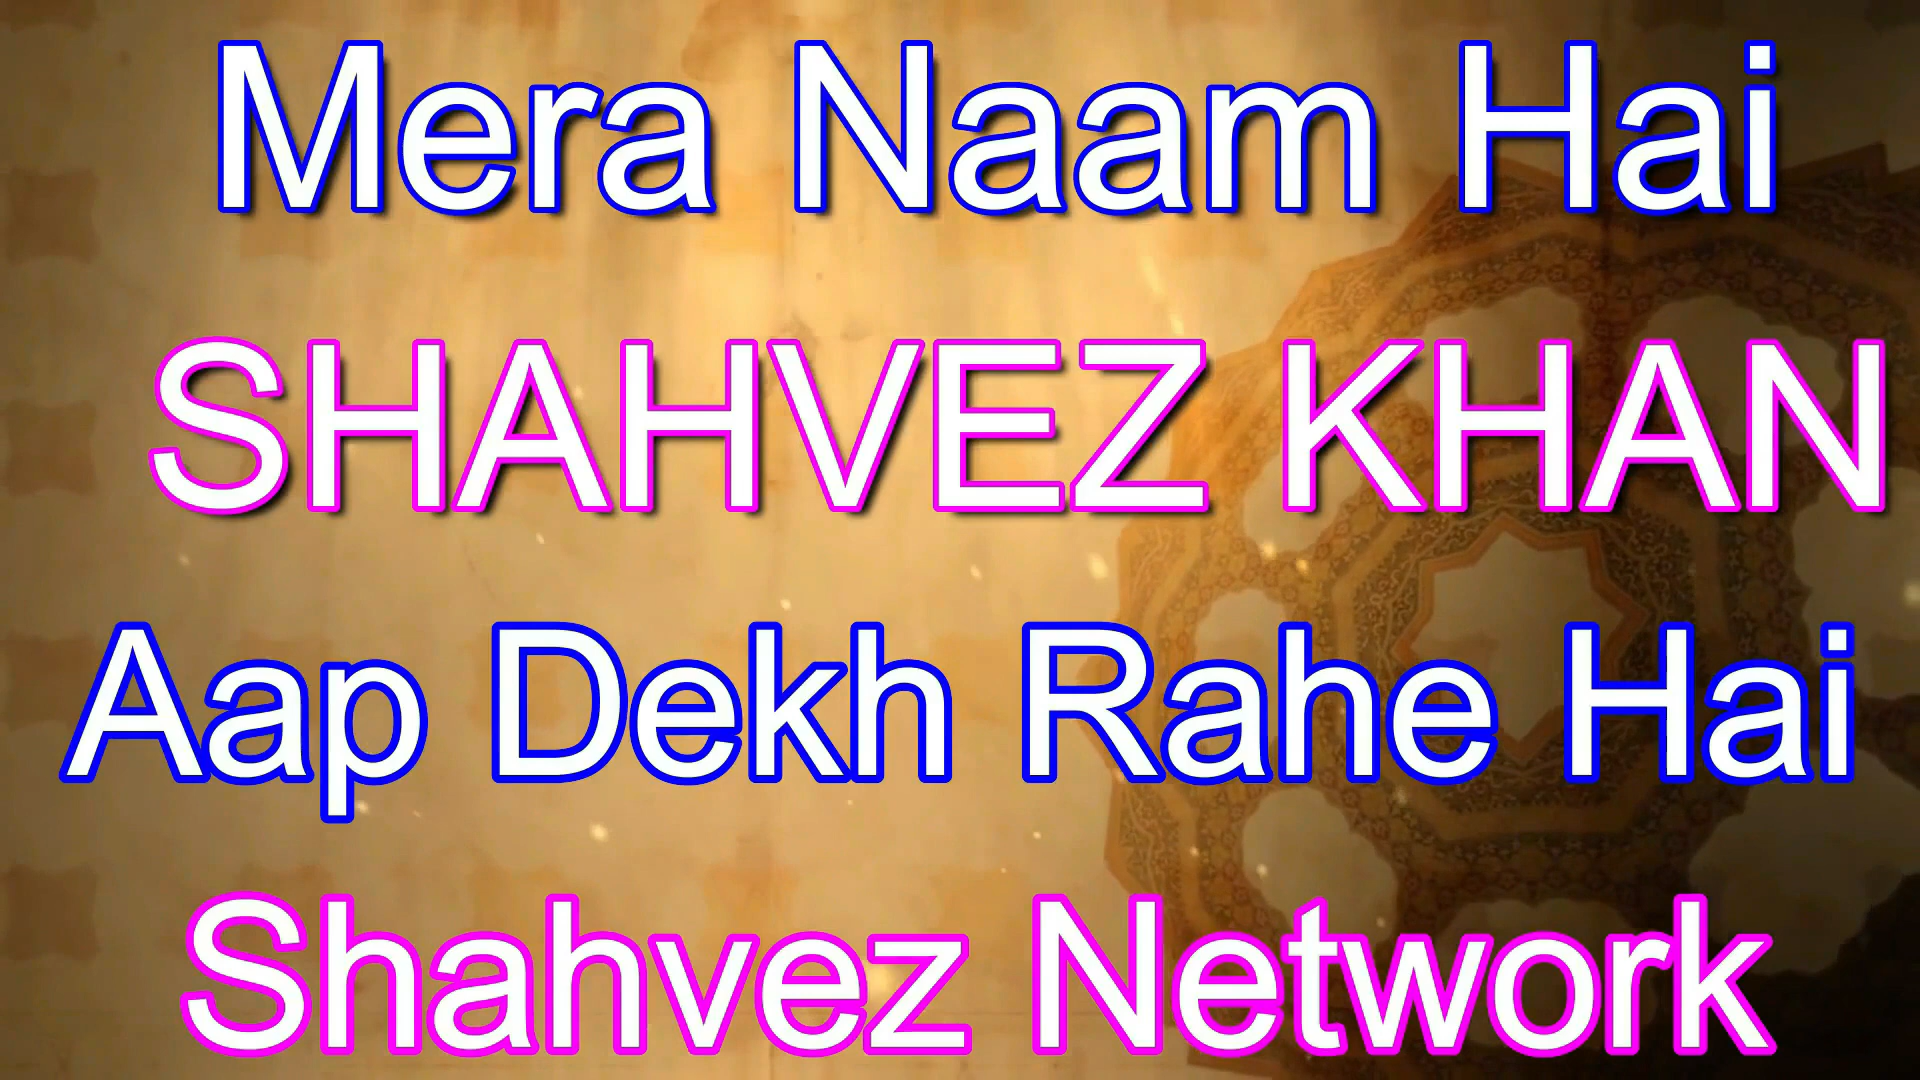 Mera Naam Hai
SHAHVEZ KHAN
Aap Dekh Rahe Hai
Shahvez Network